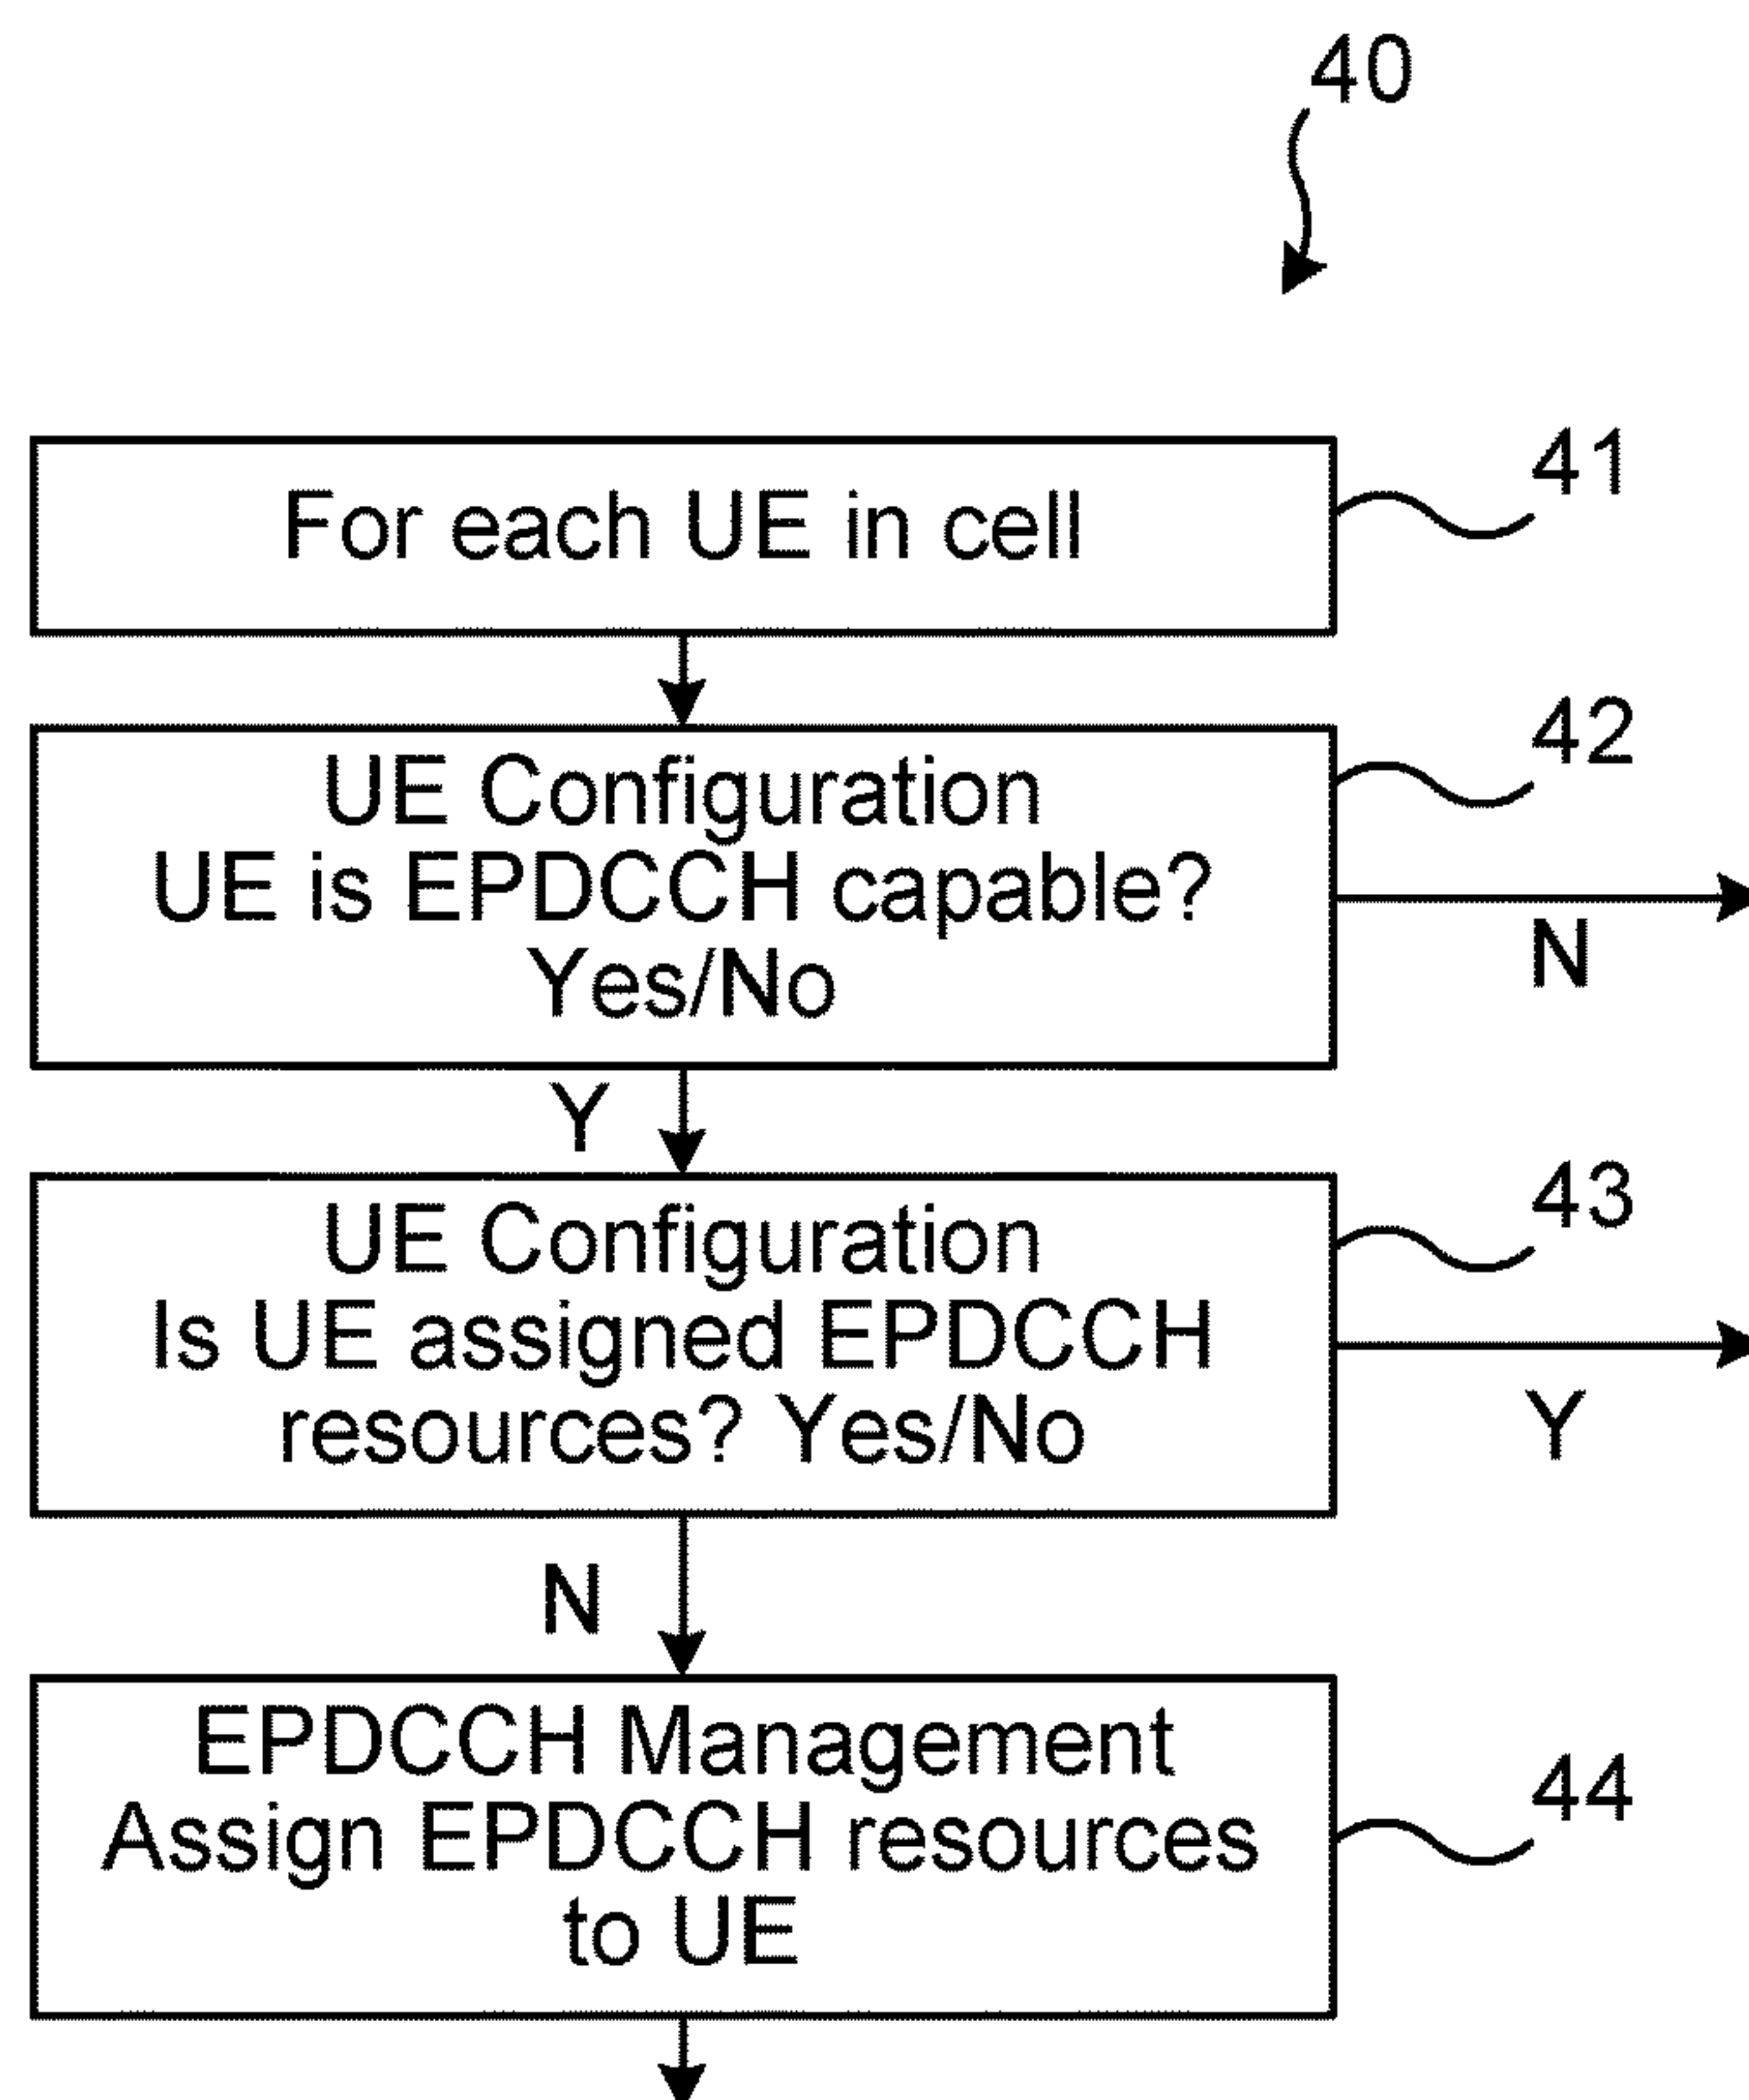 40
For each UE in cell
41
UE Configuration
UE is EPDCCH capable?
Yes/No
42
N
Y
UE Configuration
Is UE assigned EPDCCH
resources? Yes/No
43
Y
N
EPDCCH Management
Assign EPDCCH resources
to UE
44